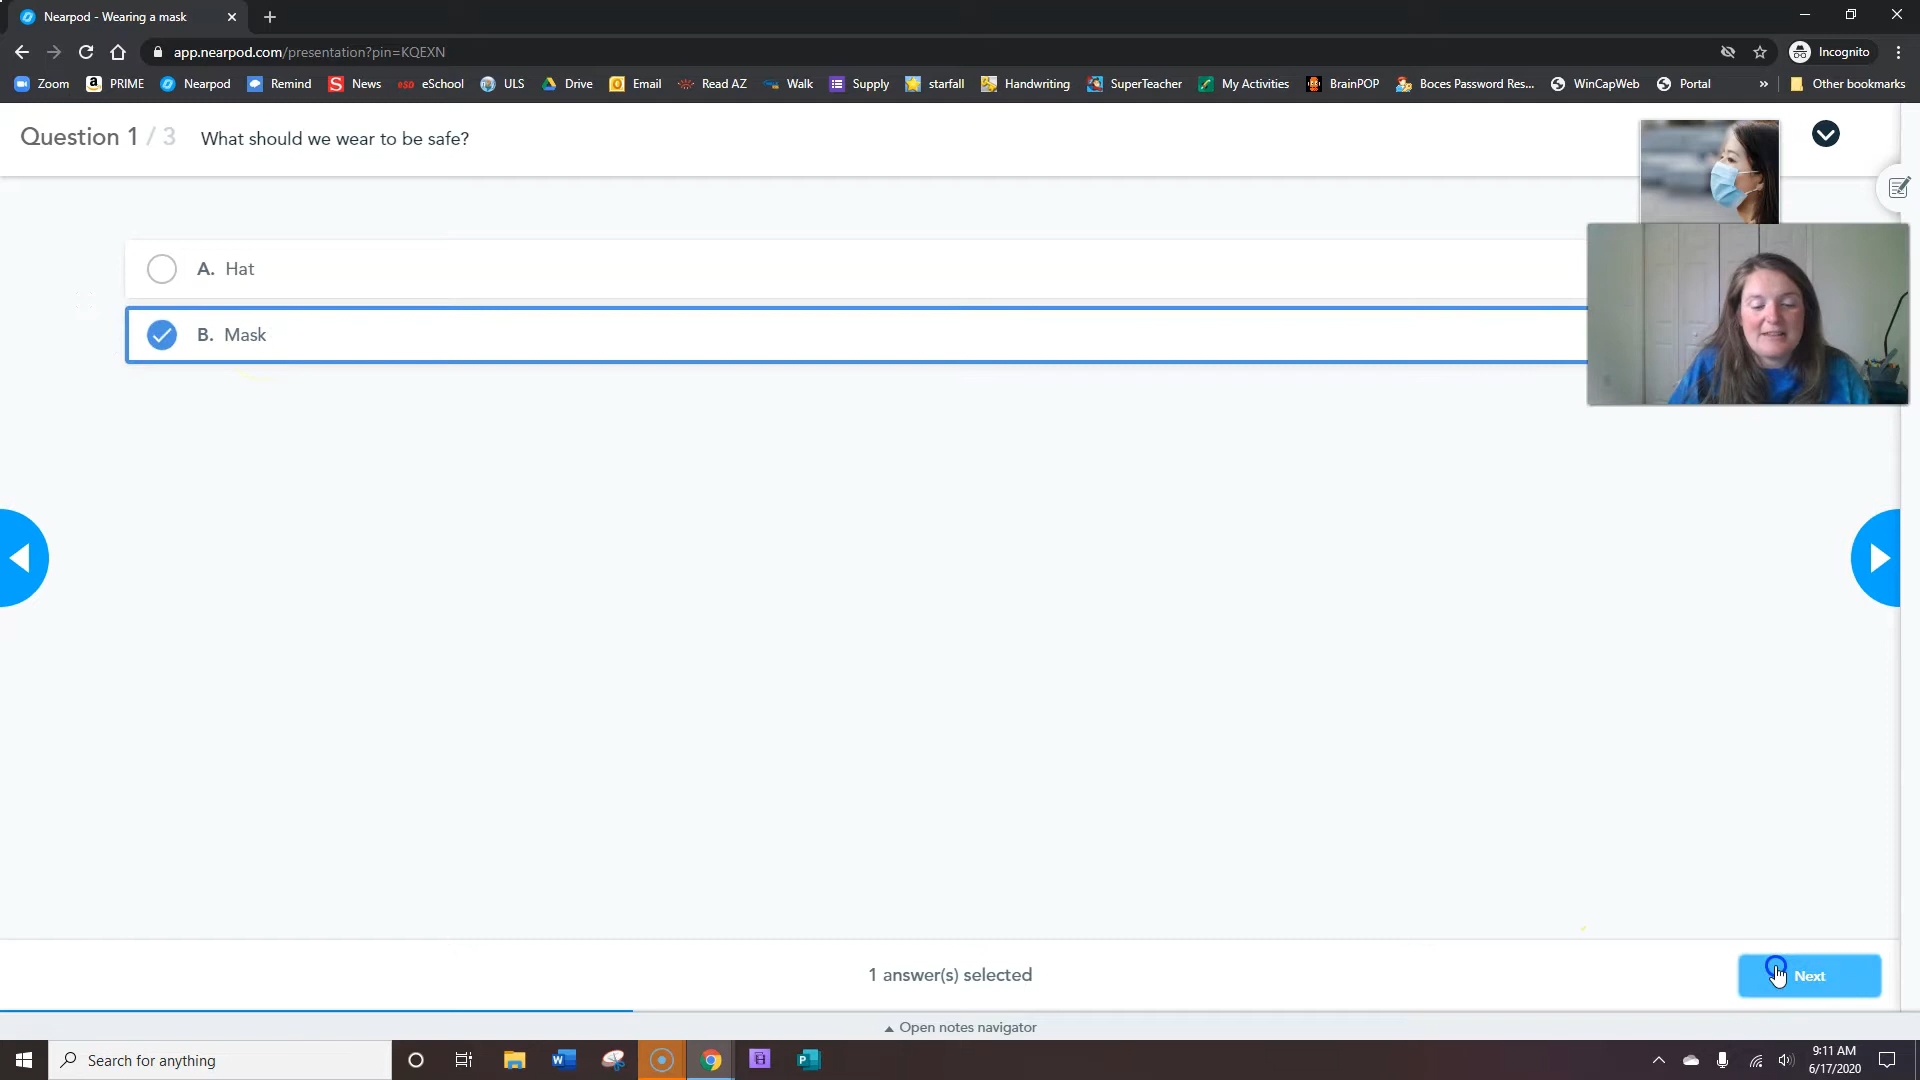 Nearpod - Wearing a mask
app.nearpod.com/presentation?pin=KQEXN
Incognito
Zoom PRIME Nearpod Remind News eSchool ULS Drive Email Read AZ Walk Supply starfall Handwriting SuperTeacher My Activities BrainPOP Boces Password Res... WinCapWeb Portal » Other bookmarks
Question 1 / 3 What should we wear to be safe?
A. Hat
B. Mask
1 answer(s) selected
Next
Open notes navigator
Search for anything
9:11 AM
6/17/2020